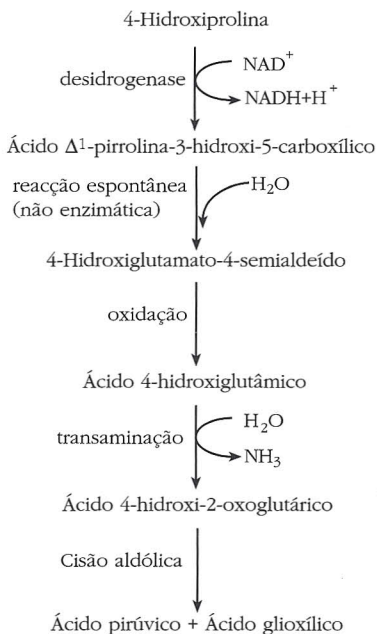 4-Hidroxiprolina
desidrogenase
NAD+
NADH+H+
Ácido Δ1-pirrolina-3-hidroxi-5-carboxílico
reacção espontânea
(não enzimática)
H2O
4-Hidroxiglutamato-4-semialdeído
oxidação
Ácido 4-hidroxiglutâmico
transaminação
H2O
NH3
Ácido 4-hidroxi-2-oxoglutárico
Cisão aldólica
Ácido pirúvico + Ácido glioxílico